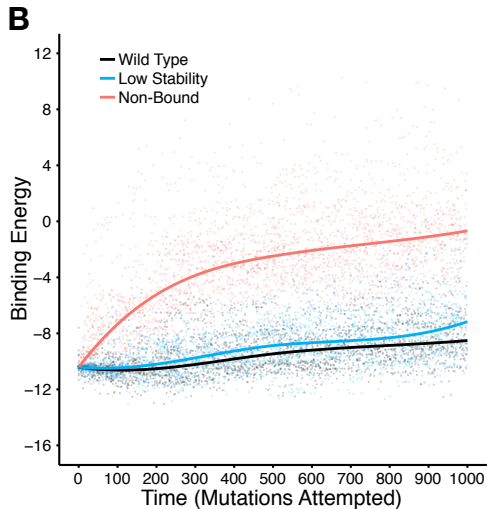 B
Wild Type
Low Stability
Non-Bound
Binding Energy
12
8
4
0
−4
−8
−12
−16
0 100 200 300 400 500 600 700 800 900 1000
Time (Mutations Attempted)